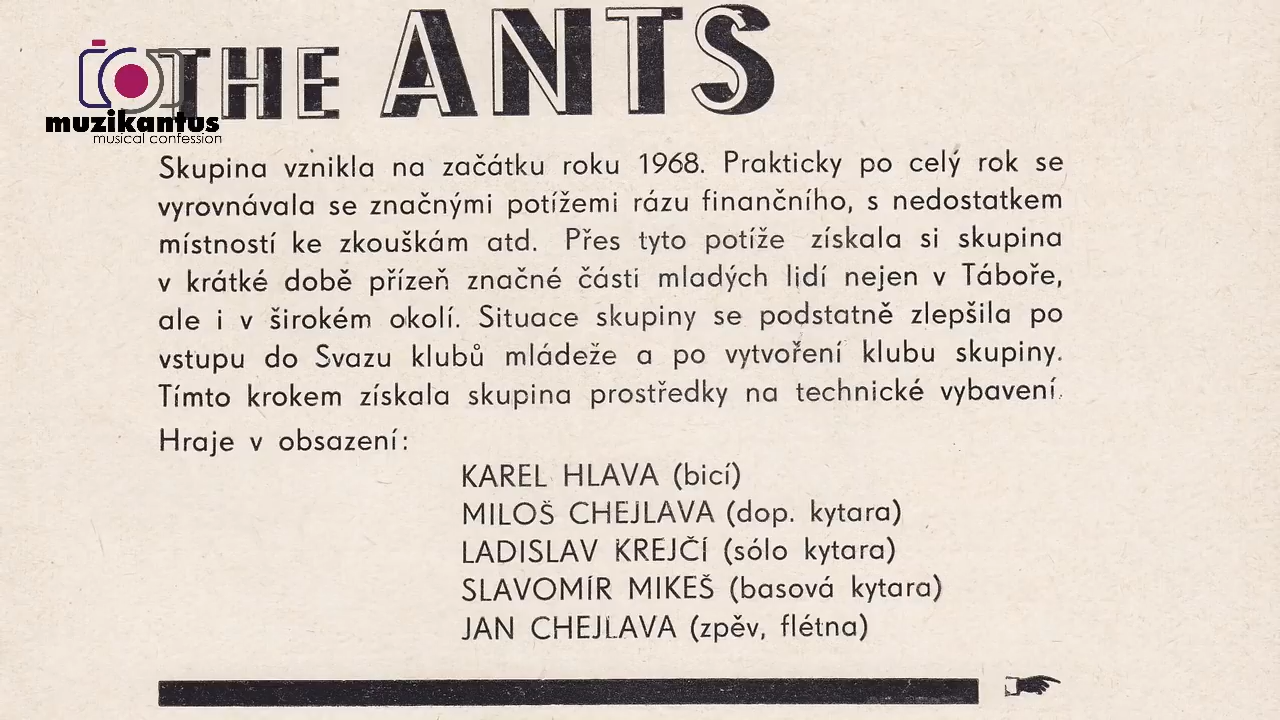 THE ANTS
muzikantus
musical confession
Skupina vznikla na začátku roku 1968. Prakticky po celý rok se
vyrovnávala se značnými potížemi rázu finančního, s nedostatkem
místností ke zkouškám atd. Přes tyto potíže získala si skupina
v krátké době přízeň značné části mladých lidí nejen v Táboře,
ale i v širokém okolí. Situace skupiny se podstatně zlepšila po
vstupu do Svazu klubů mládeže a po vytvoření klubu skupiny.
Tímto krokem získala skupina prostředky na technické vybavení.
Hraje v obsazení:
KAREL HLAVA (bicí)
MILOŠ CHEJLAVA (dop. kytara)
LADISLAV KREJČÍ (sólo kytara)
SLAVOMÍR MIKEŠ (basová kytara)
JAN CHEJLAVA (zpěv, flétna)